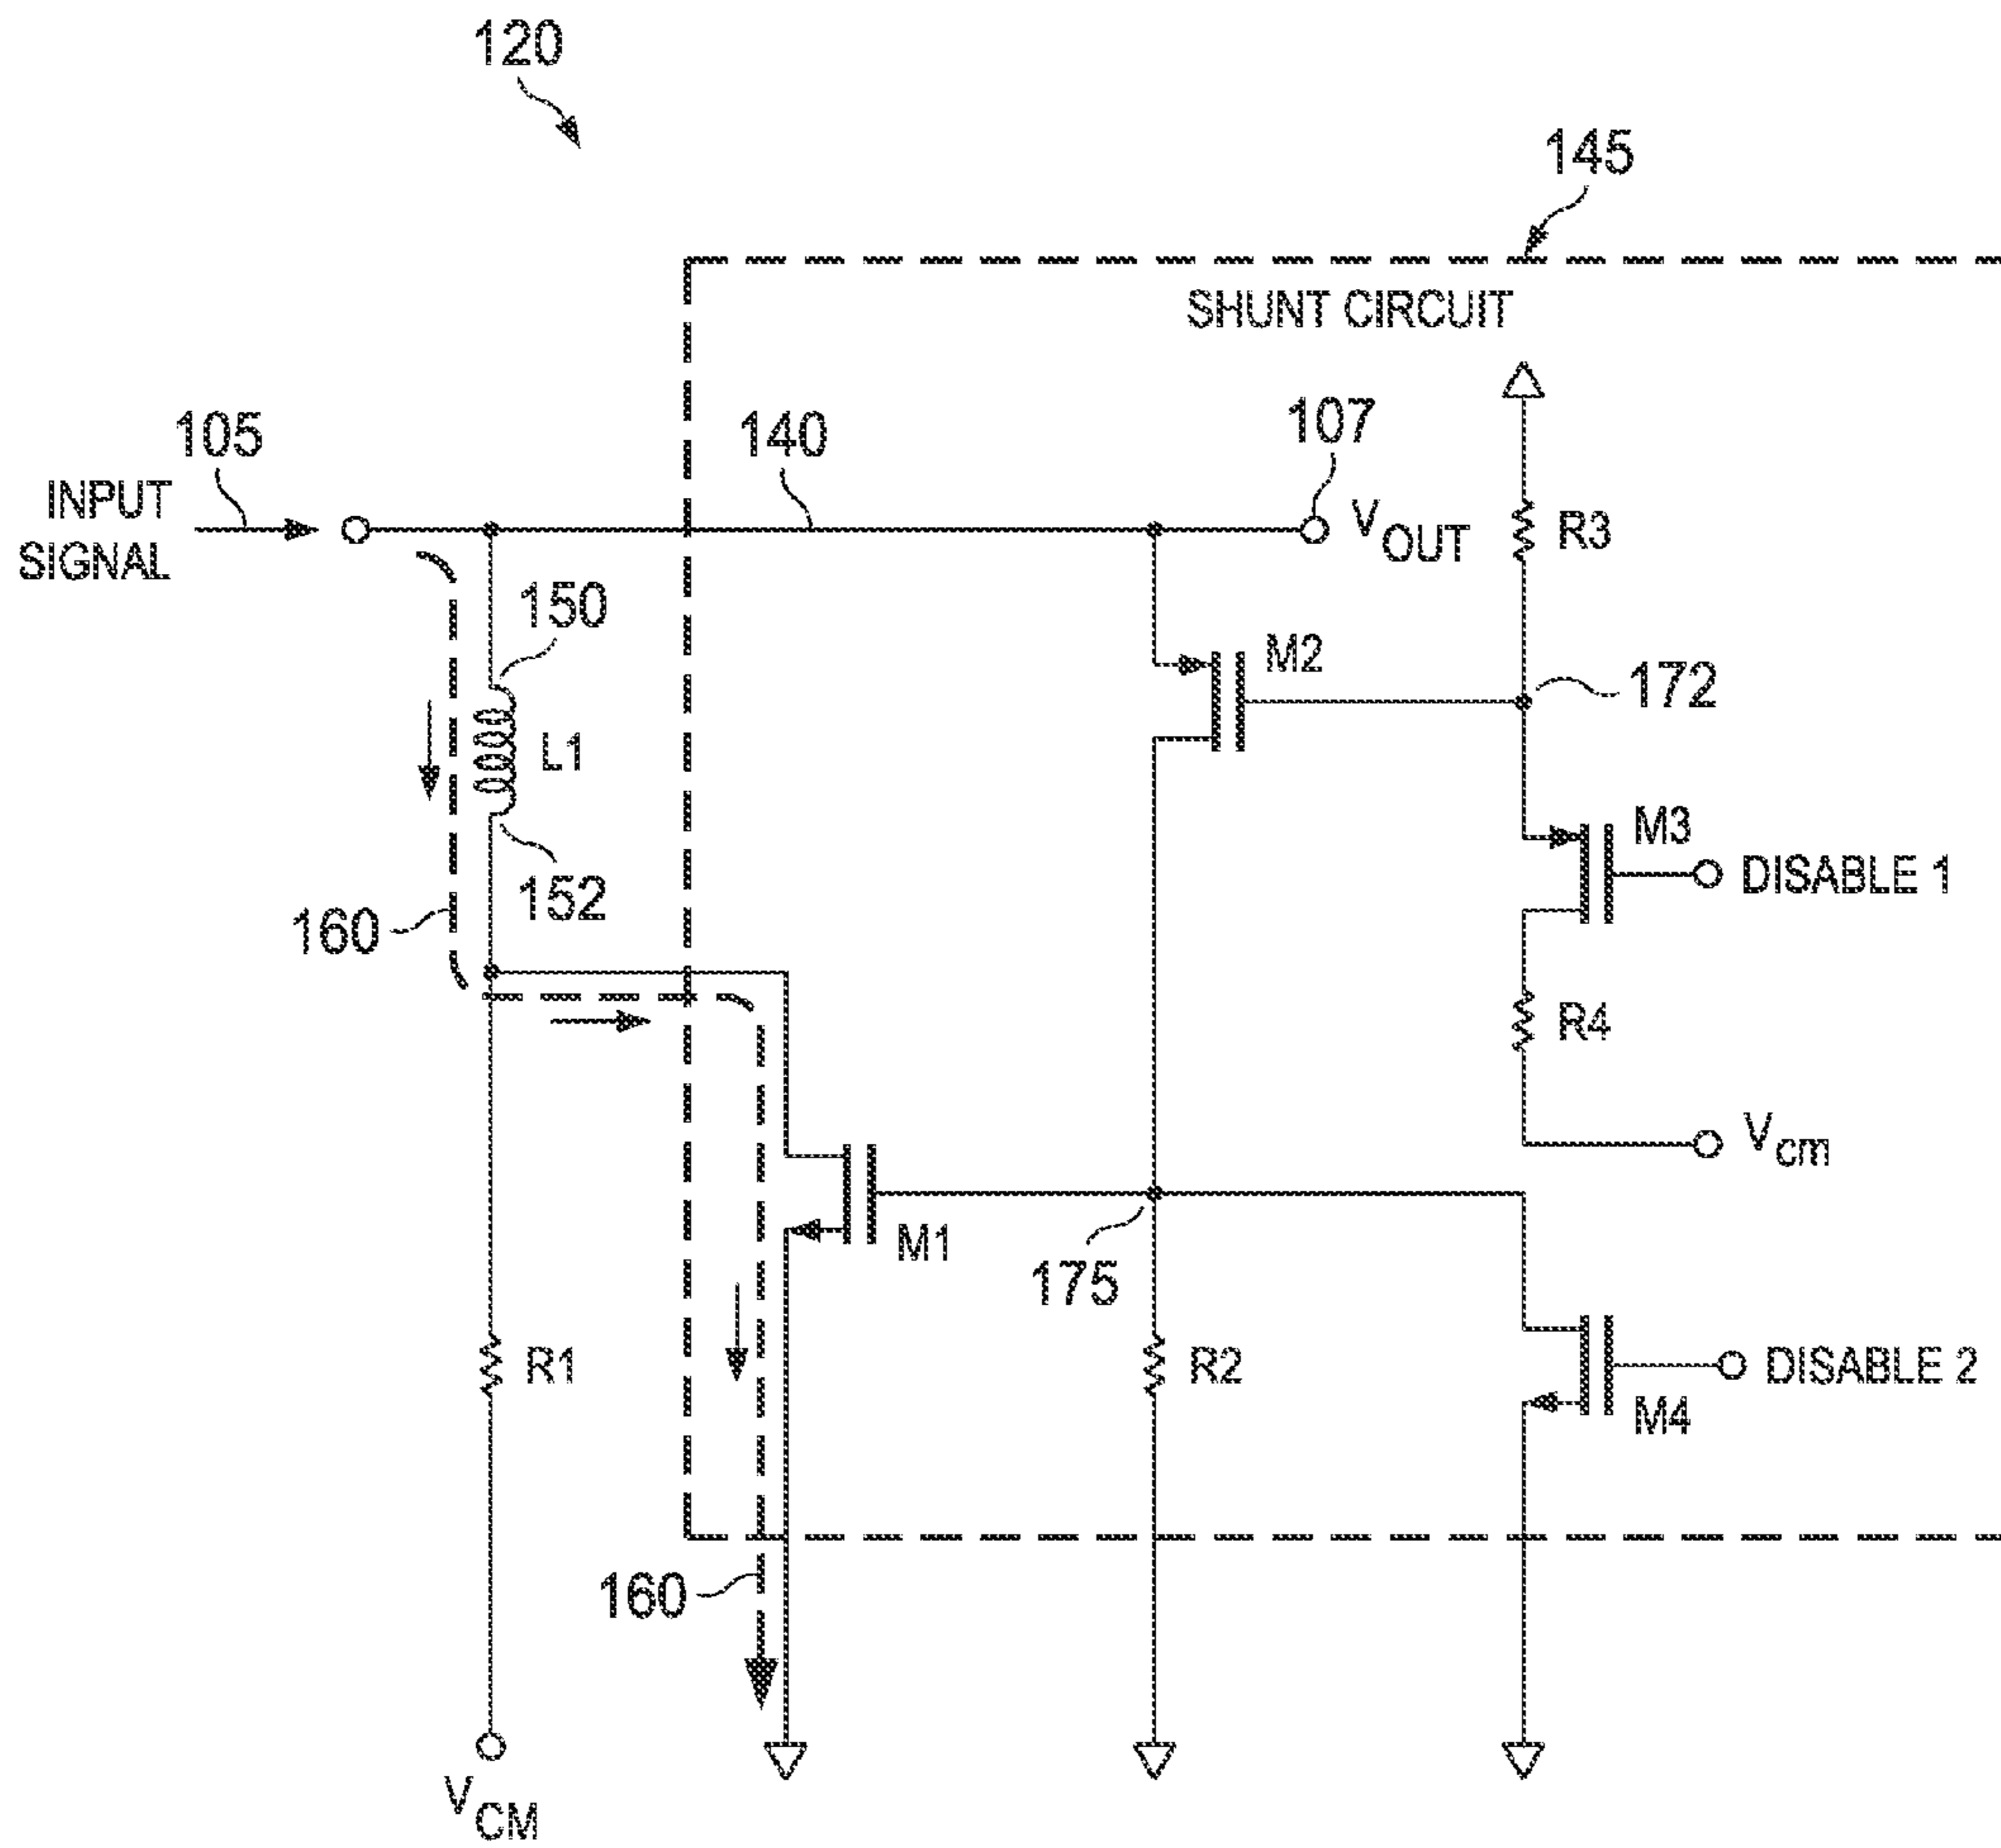 120
145
SHUNT CIRCUIT
105
140
107
INPUT
SIGNAL
VOUT
R3
150
M2
172
L1
M3
DISABLE 1
152
160
R4
Vcm
M1
175
R1
R2
DISABLE 2
M4
160
VCM